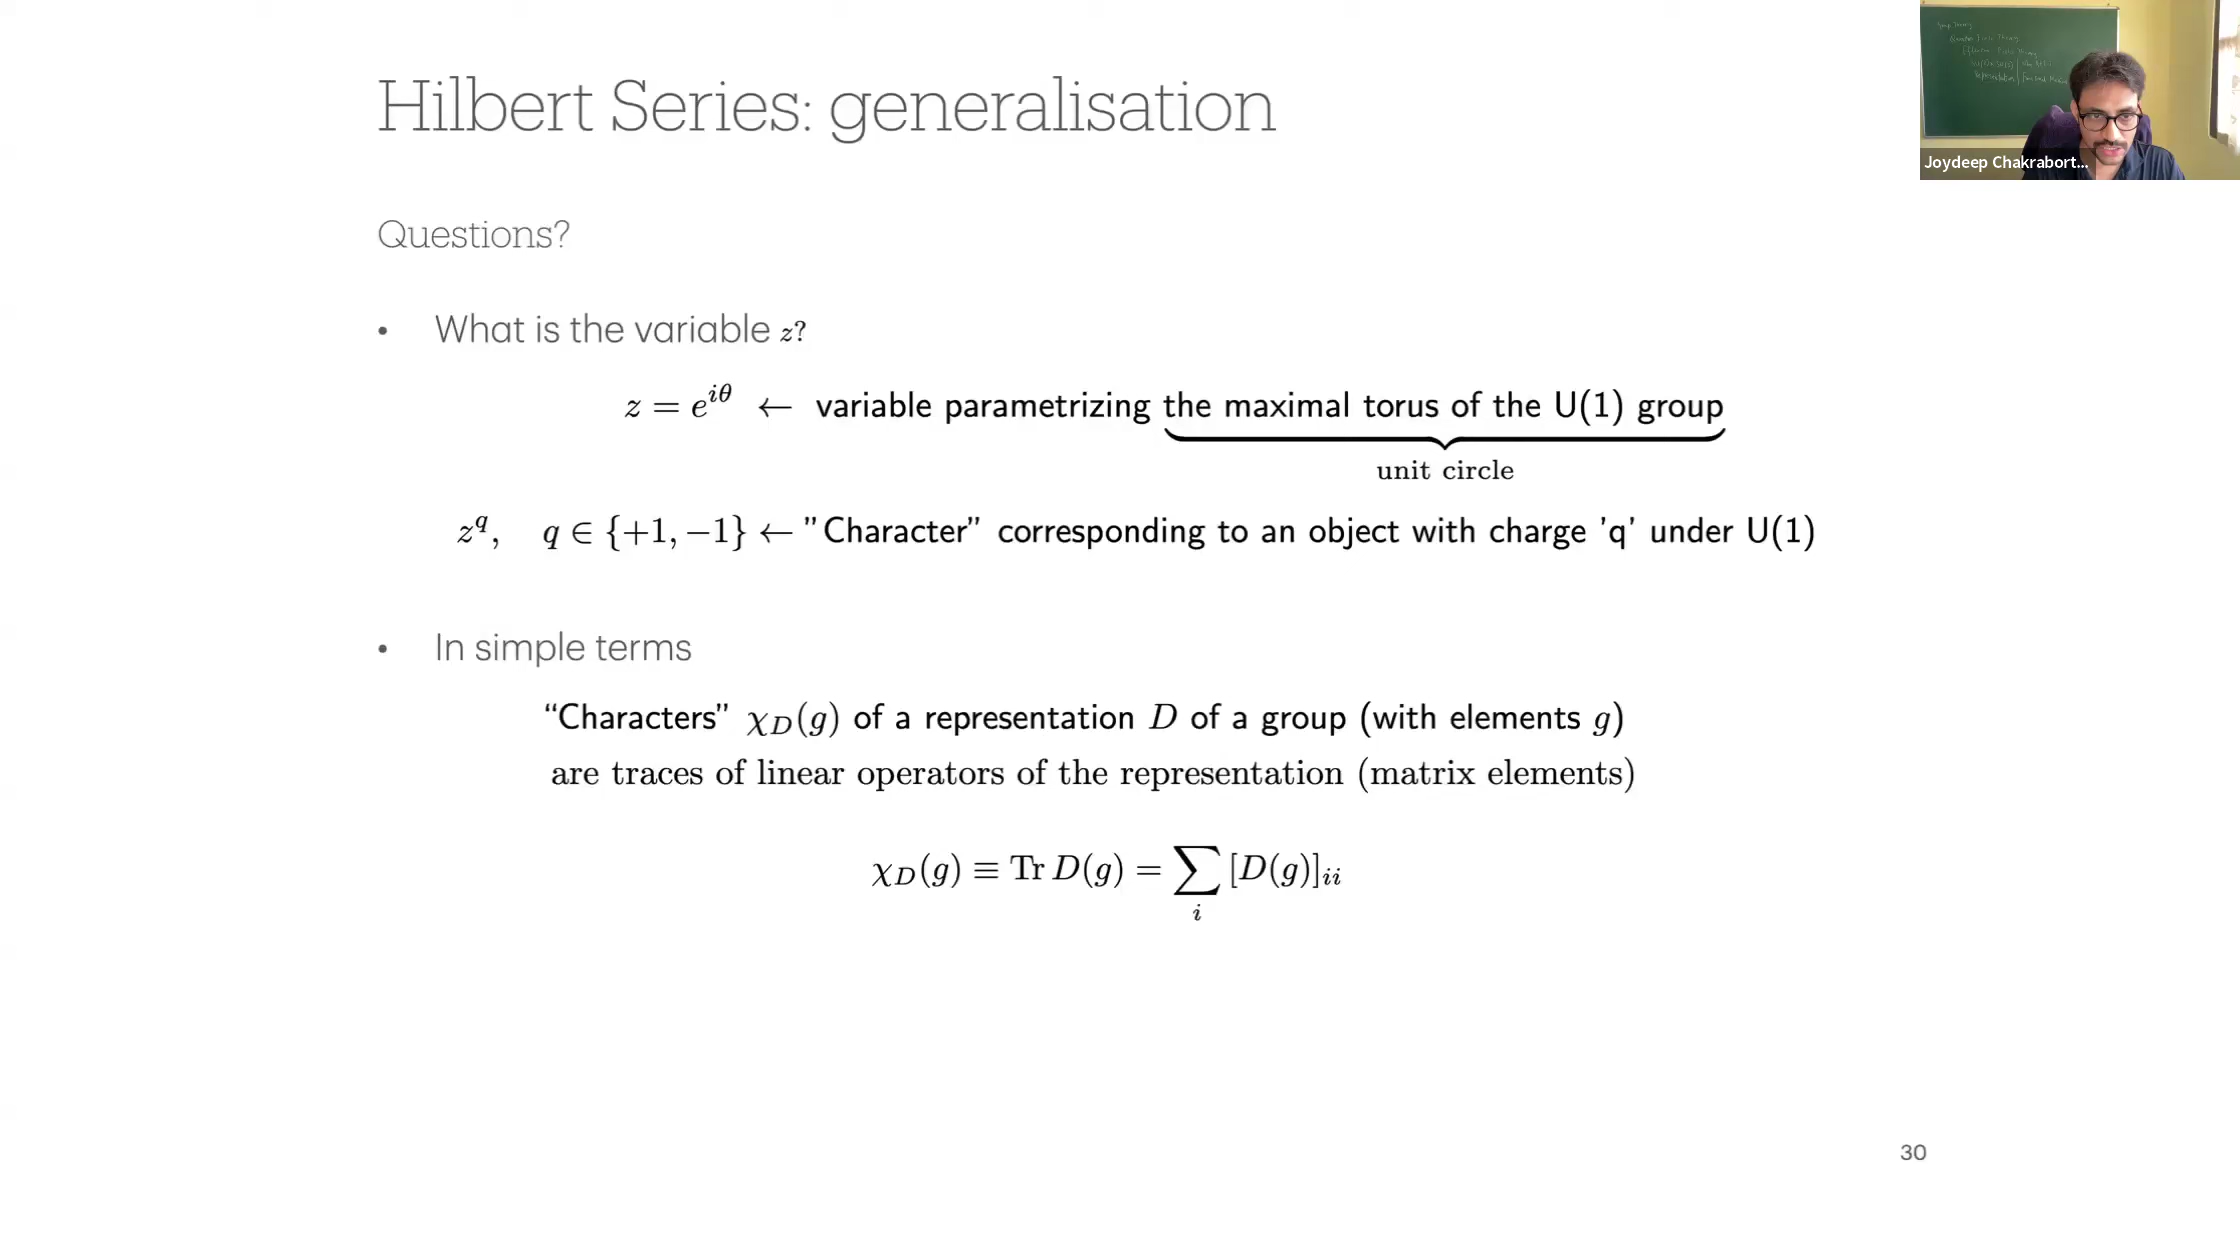 Hilbert Series: generalisation
Questions?
• What is the variable z?
z = e^{iθ} ← variable parametrizing the maximal torus of the U(1) group
unit circle
z^q, q ∈ {+1, −1} ← "Character" corresponding to an object with charge 'q' under U(1)
• In simple terms
"Characters" χ_D(g) of a representation D of a group (with elements g)
are traces of linear operators of the representation (matrix elements)
χ_D(g) ≡ Tr D(g) = ∑_i [D(g)]_{ii}
30
Joydeep Chakrabort...